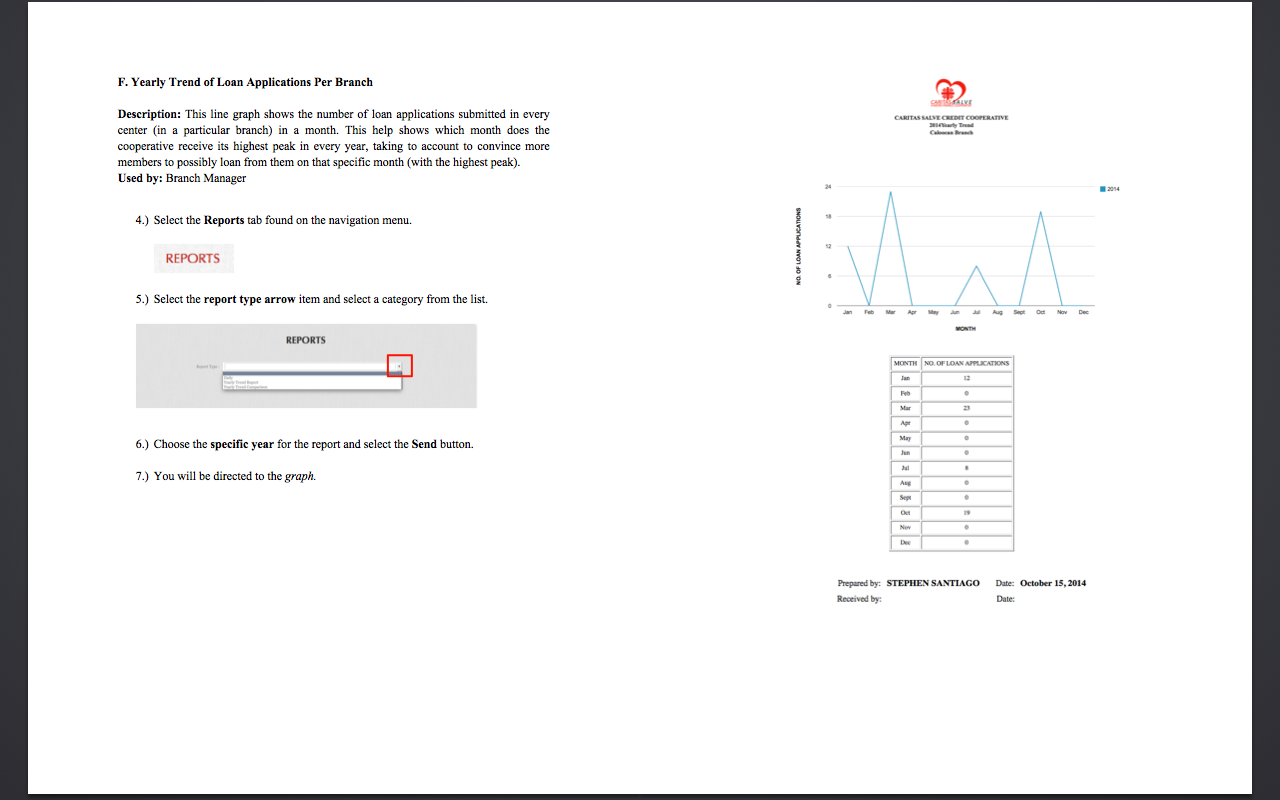 F. Yearly Trend of Loan Applications Per Branch
Description: This line graph shows the number of loan applications submitted in every
center (in a particular branch) in a month. This help shows which month does the
cooperative receive its highest peak in every year, taking to account to convince more
members to possibly loan from them on that specific month (with the highest peak).
Used by: Branch Manager
4.) Select the Reports tab found on the navigation menu.
REPORTS
5.) Select the report type arrow item and select a category from the list.
REPORTS
Report Type :
Daily
Yearly Trend Report
Yearly Trend Comparison
6.) Choose the specific year for the report and select the Send button.
7.) You will be directed to the graph.
CARITAS SALVE
CARITAS SALVE CREDIT COOPERATIVE
2014Yearly Trend
Caloocan Branch
2014
NO. OF LOAN APPLICATIONS
24
18
12
6
0
Jan Feb Mar Apr May Jun Jul Aug Sept Oct Nov Dec
MONTH
MONTH NO. OF LOAN APPLICATIONS
Jan 12
Feb 0
Mar 23
Apr 0
May 0
Jun 0
Jul 8
Aug 0
Sept 0
Oct 19
Nov 0
Dec 0
Prepared by: STEPHEN SANTIAGO Date: October 15, 2014
Received by: Date: